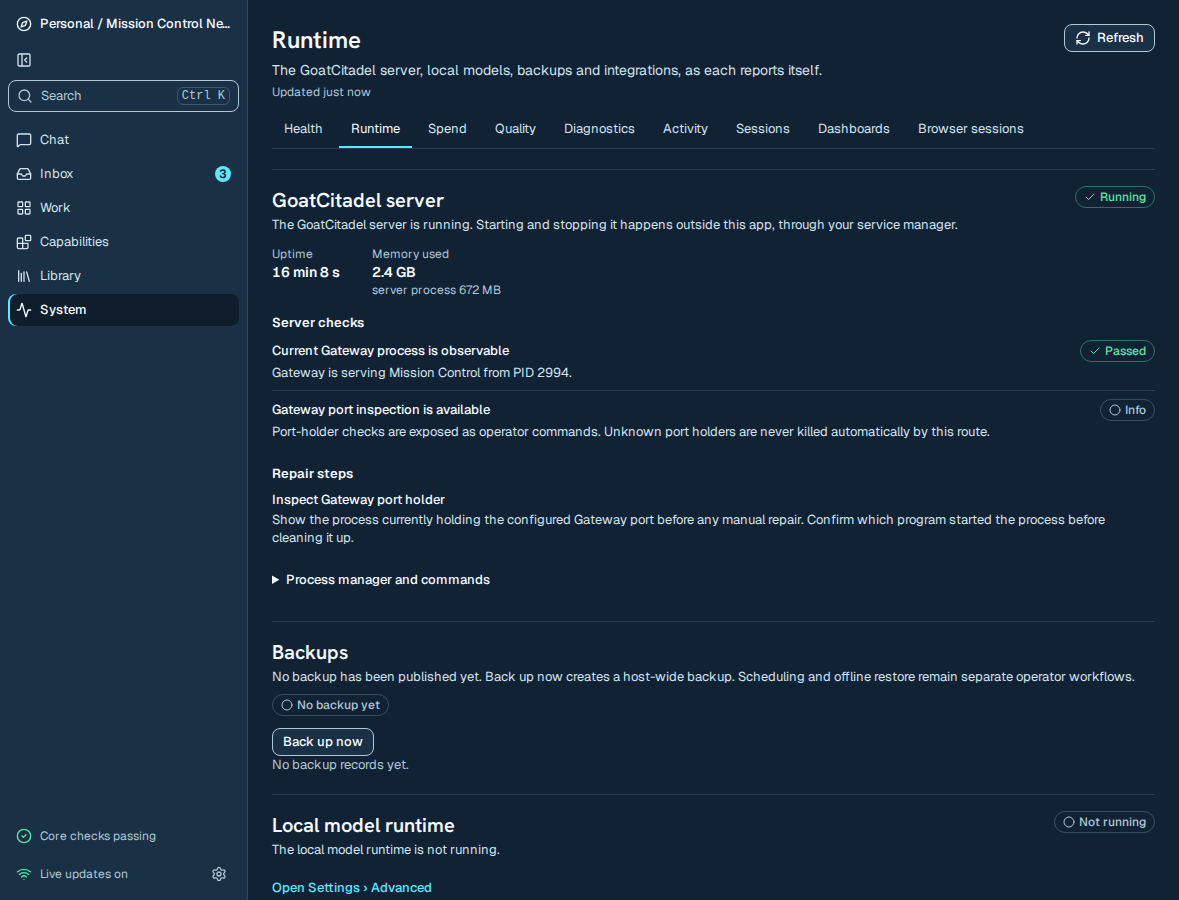 Personal / Mission Control Ne...
Search Ctrl K
Chat
Inbox 3
Work
Capabilities
Library
System
Core checks passing
Live updates on
Runtime
Refresh
The GoatCitadel server, local models, backups and integrations, as each reports itself.
Updated just now
Health Runtime Spend Quality Diagnostics Activity Sessions Dashboards Browser sessions
GoatCitadel server
Running
The GoatCitadel server is running. Starting and stopping it happens outside this app, through your service manager.
Uptime Memory used
16 min 8 s 2.4 GB
server process 672 MB
Server checks
Current Gateway process is observable
Passed
Gateway is serving Mission Control from PID 2994.
Gateway port inspection is available
Info
Port-holder checks are exposed as operator commands. Unknown port holders are never killed automatically by this route.
Repair steps
Inspect Gateway port holder
Show the process currently holding the configured Gateway port before any manual repair. Confirm which program started the process before
cleaning it up.
Process manager and commands
Backups
No backup has been published yet. Back up now creates a host-wide backup. Scheduling and offline restore remain separate operator workflows.
No backup yet
Back up now
No backup records yet.
Local model runtime
Not running
The local model runtime is not running.
Open Settings › Advanced